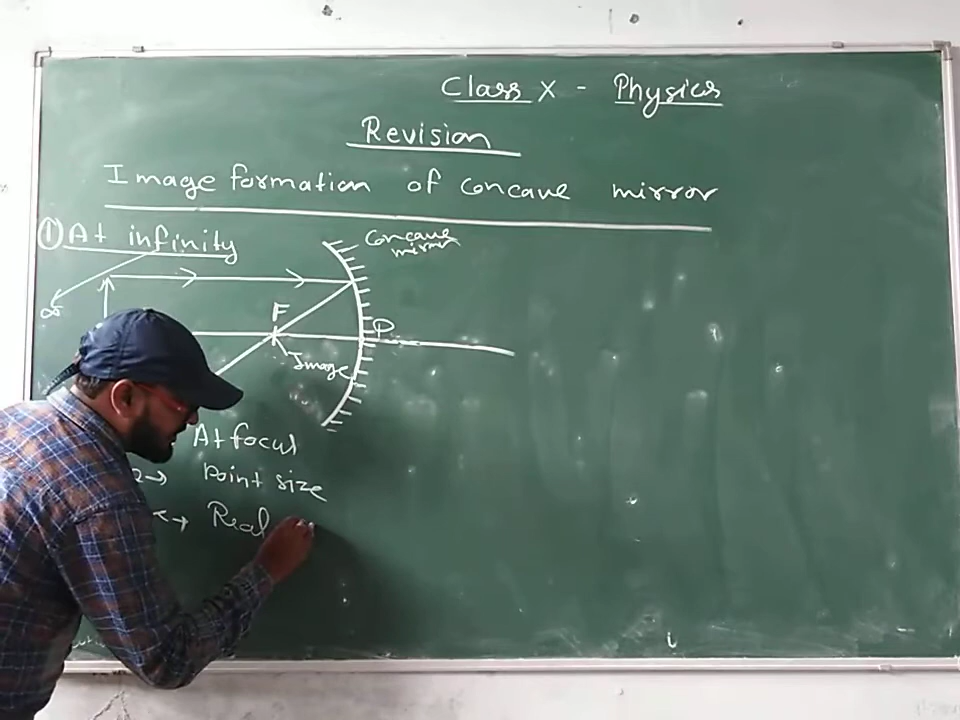 Class X - Physics
Revision
Image formation of concave mirror
① At infinity
Concave
mirror
∞
F
P
Image
At focus
→ Point size
→ Real